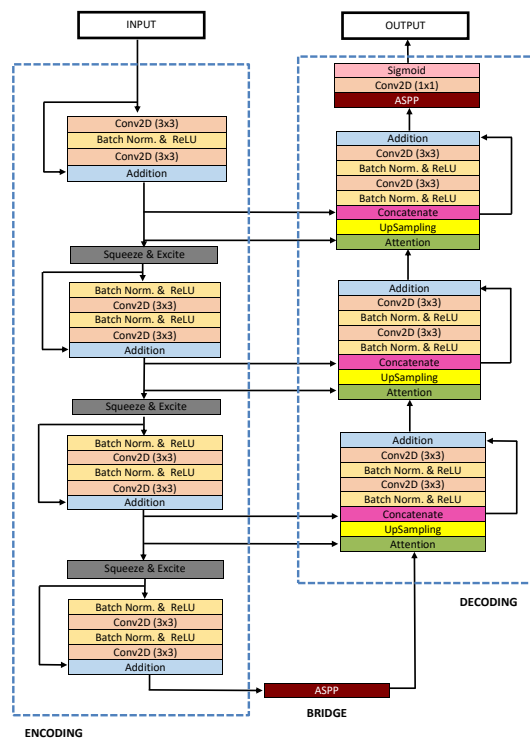 INPUT
Conv2D (3x3)
Batch Norm. & ReLU
Conv2D (3x3)
Addition
Squeeze & Excite
Batch Norm. & ReLU
Conv2D (3x3)
Batch Norm. & ReLU
Conv2D (3x3)
Addition
Squeeze & Excite
Batch Norm. & ReLU
Conv2D (3x3)
Batch Norm. & ReLU
Conv2D (3x3)
Addition
Squeeze & Excite
Batch Norm. & ReLU
Conv2D (3x3)
Batch Norm. & ReLU
Conv2D (3x3)
Addition
ENCODING
ASPP
BRIDGE
OUTPUT
Sigmoid
Conv2D (1x1)
ASPP
Addition
Conv2D (3x3)
Batch Norm. & ReLU
Conv2D (3x3)
Batch Norm. & ReLU
Concatenate
UpSampling
Attention
Addition
Conv2D (3x3)
Batch Norm. & ReLU
Conv2D (3x3)
Batch Norm. & ReLU
Concatenate
UpSampling
Attention
Addition
Conv2D (3x3)
Batch Norm. & ReLU
Conv2D (3x3)
Batch Norm. & ReLU
Concatenate
UpSampling
Attention
DECODING